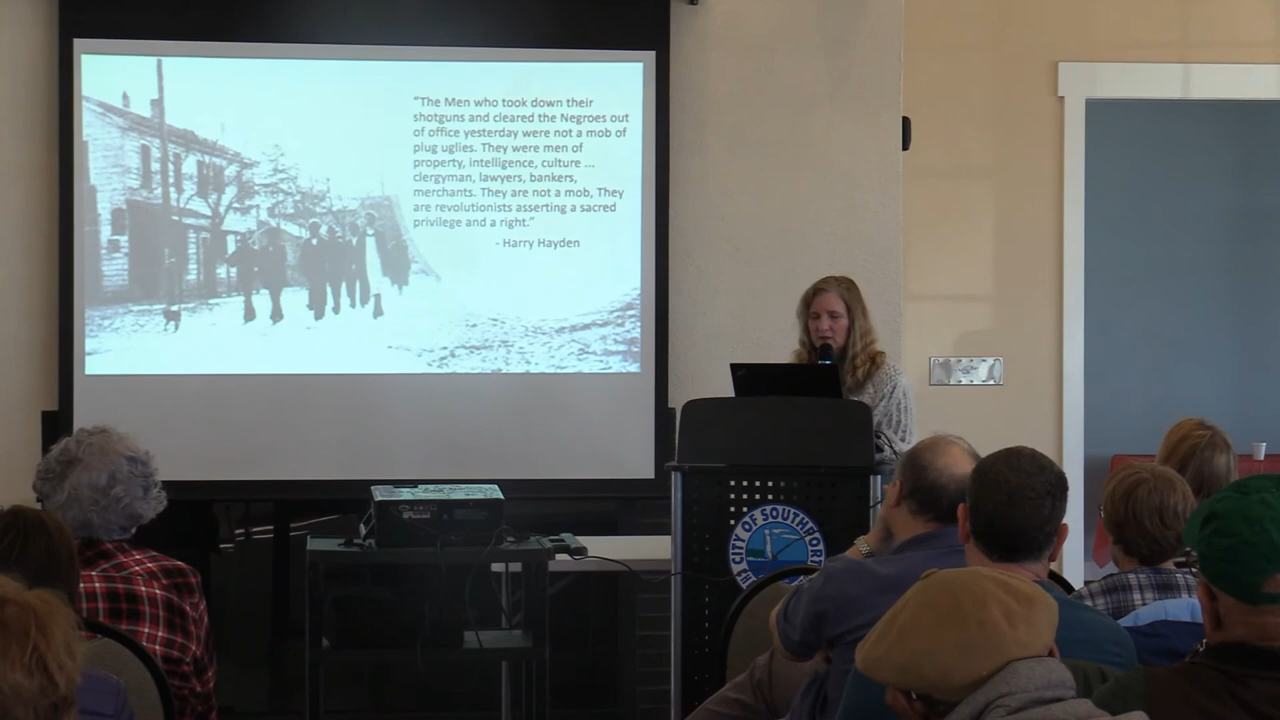 “The Men who took down their
shotguns and cleared the Negroes out
of office yesterday were not a mob of
plug uglies. They were men of
property, intelligence, culture ...
clergyman, lawyers, bankers,
merchants. They are not a mob, They
are revolutionists asserting a sacred
privilege and a right.”
- Harry Hayden
CITY OF SOUTHPORT